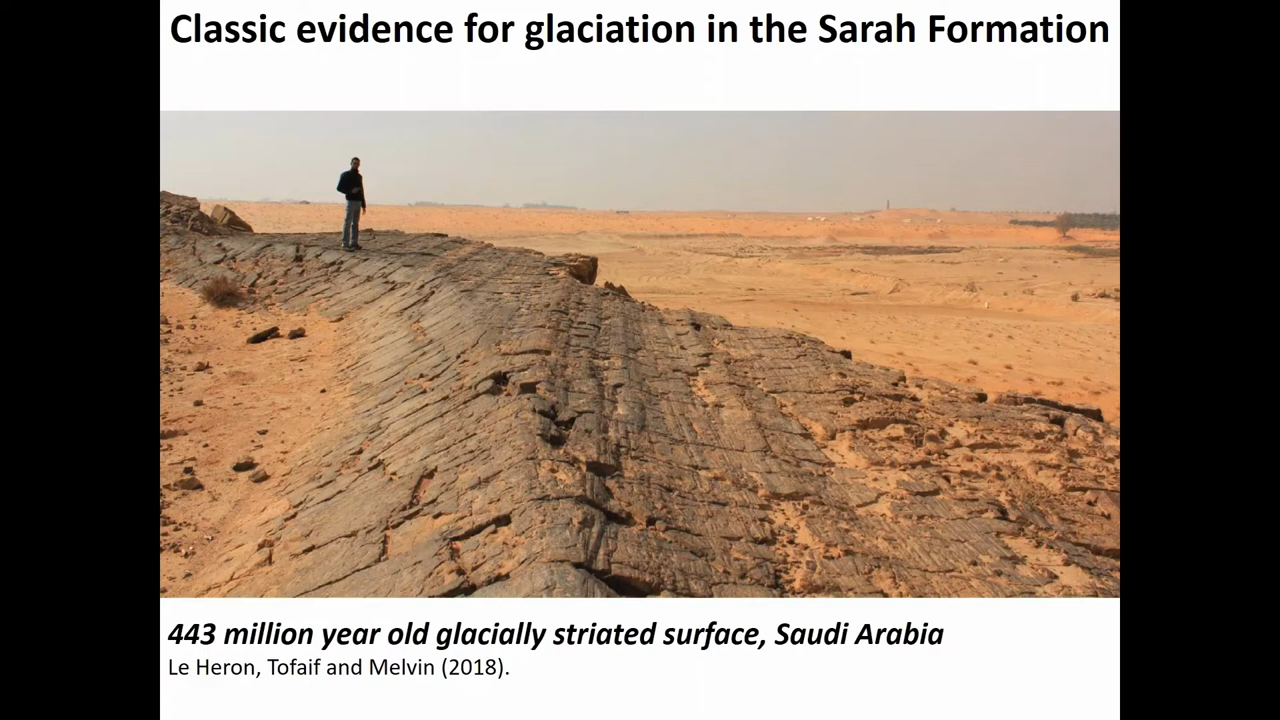 Classic evidence for glaciation in the Sarah Formation
443 million year old glacially striated surface, Saudi Arabia
Le Heron, Tofaif and Melvin (2018).